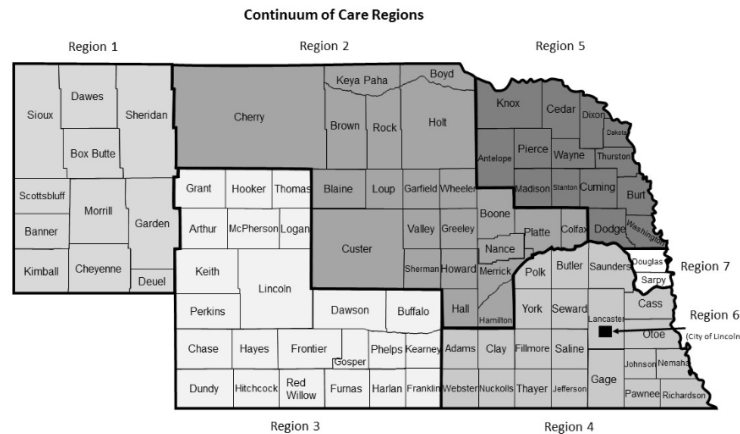 Continuum of Care Regions
Region 1
Region 2
Region 5
Sioux
Dawes
Sheridan
Box Butte
Scottsbluff
Morrill
Garden
Banner
Kimball
Cheyenne
Deuel
Cherry
Keya Paha
Boyd
Brown
Rock
Holt
Knox
Cedar
Dixon
Dakota
Antelope
Pierce
Wayne
Thurston
Madison
Stanton
Cuming
Burt
Dodge
Washington
Grant
Hooker
Thomas
Blaine
Loup
Garfield
Wheeler
Boone
Platte
Colfax
Arthur
McPherson
Logan
Custer
Valley
Greeley
Nance
Sherman
Howard
Merrick
Hall
Hamilton
Keith
Lincoln
Perkins
Dawson
Buffalo
Chase
Hayes
Frontier
Gosper
Phelps
Kearney
Dundy
Hitchcock
Red
Willow
Furnas
Harlan
Franklin
Polk
Butler
Saunders
Douglas
Sarpy
Region 7
York
Seward
Lancaster
Cass
Region 6
(City of Lincoln
Otoe
Adams
Clay
Fillmore
Saline
Gage
Johnson
Nemaha
Webster
Nuckolls
Thayer
Jefferson
Pawnee
Richardson
Region 3
Region 4